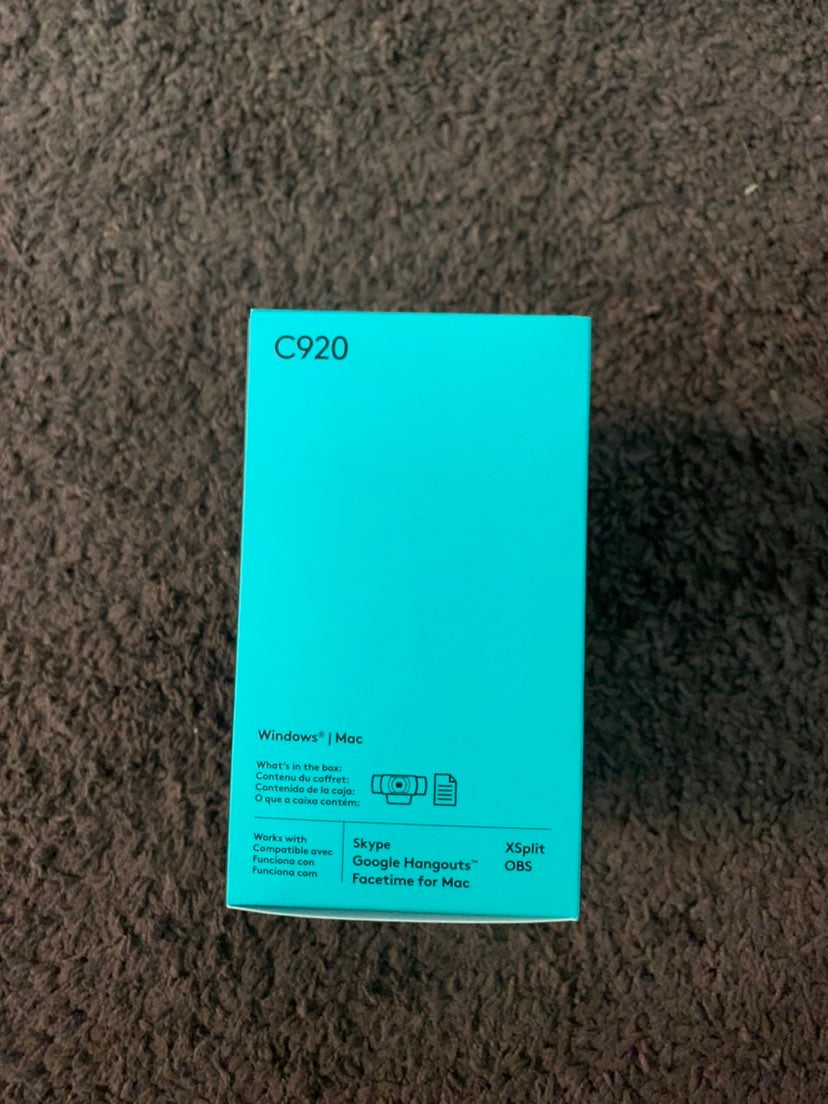 C920
Windows® | Mac
What's in the box:
Contenu du coffret:
Contenido de la caja:
O que a caixa contém:
Works with
Compatible avec
Funciona con
Funciona com
Skype
Google Hangouts™
Facetime for Mac
XSplit
OBS